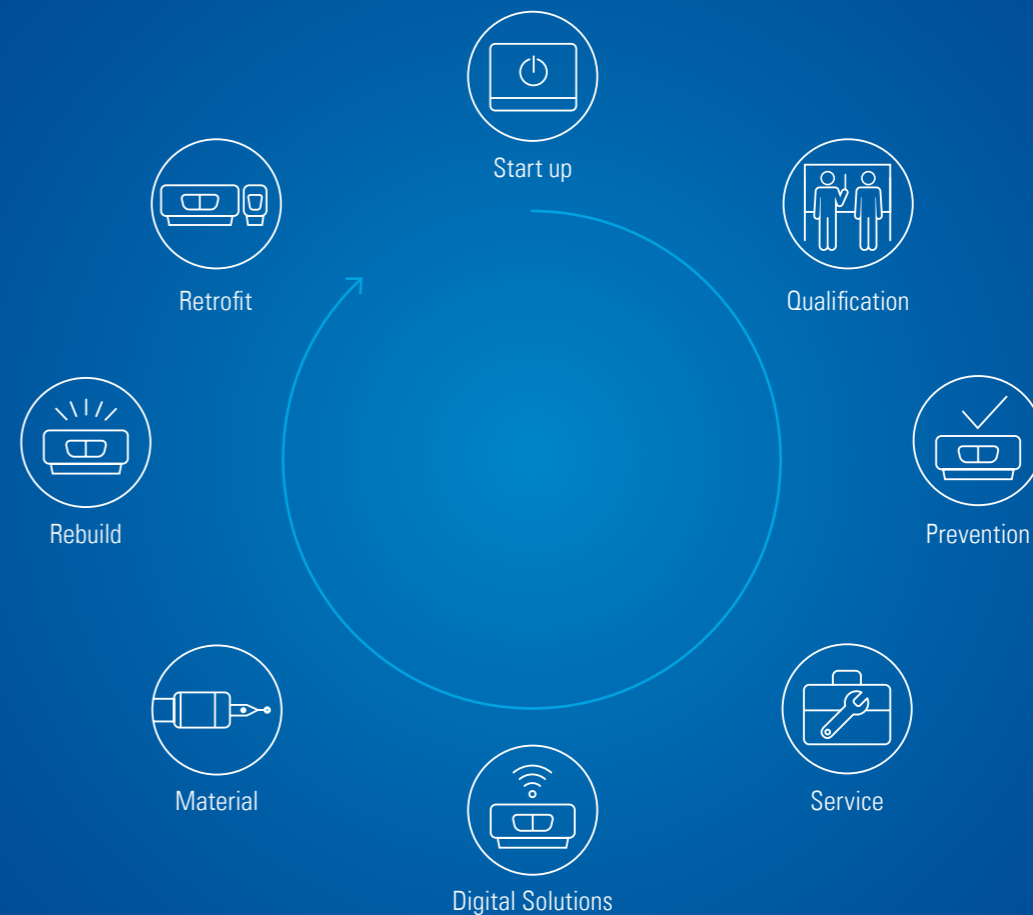 Start up
Qualification
Prevention
Service
Digital Solutions
Material
Rebuild
Retrofit